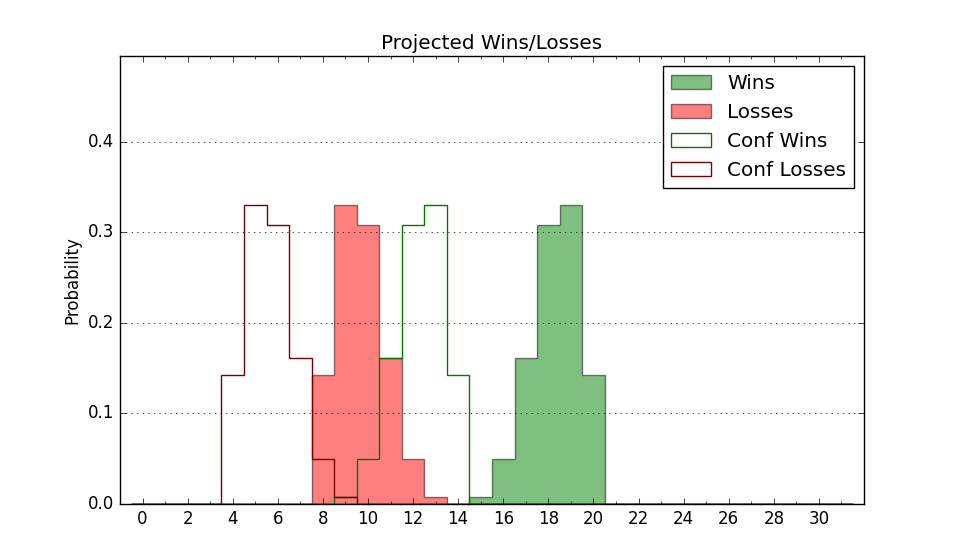 Projected Wins/Losses
Wins
Losses
Conf Wins
Conf Losses
Probability
0.4
0.3
0.2
0.1
0.0
0 2 4 6 8 10 12 14 16 18 20 22 24 26 28 30